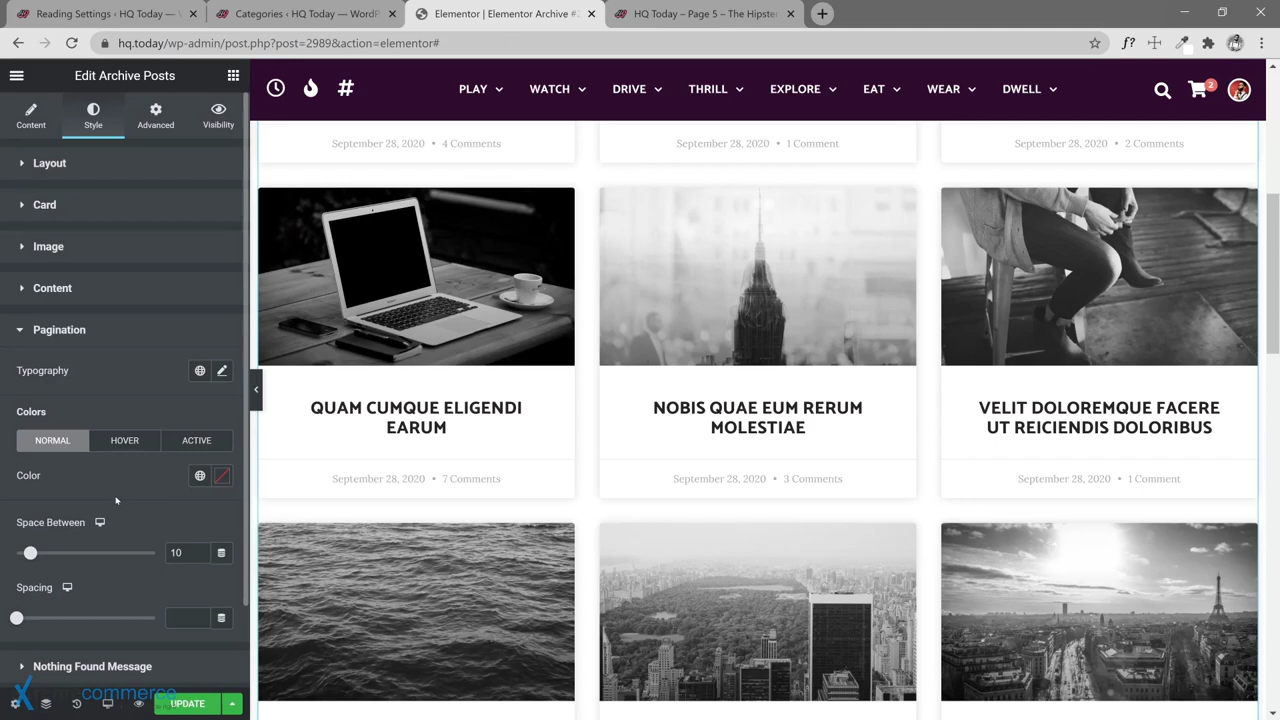 Reading Settings ‹ HQ Today — W
Categories ‹ HQ Today — WordP
Elementor | Elementor Archive #2
HQ Today – Page 5 – The Hipster
hq.today/wp-admin/post.php?post=2989&action=elementor#
f?
Edit Archive Posts
PLAY
WATCH
DRIVE
THRILL
EXPLORE
EAT
WEAR
DWELL
2
Content
Style
Advanced
Visibility
Layout
Card
Image
Content
Pagination
Typography
Colors
NORMAL
HOVER
ACTIVE
Color
Space Between
10
Spacing
Nothing Found Message
commerce
UPDATE
September 28, 2020 • 4 Comments
September 28, 2020 • 1 Comment
September 28, 2020 • 2 Comments
QUAM CUMQUE ELIGENDI
EARUM
September 28, 2020 • 7 Comments
NOBIS QUAE EUM RERUM
MOLESTIAE
September 28, 2020 • 3 Comments
VELIT DOLOREMQUE FACERE
UT REICIENDIS DOLORIBUS
September 28, 2020 • 1 Comment